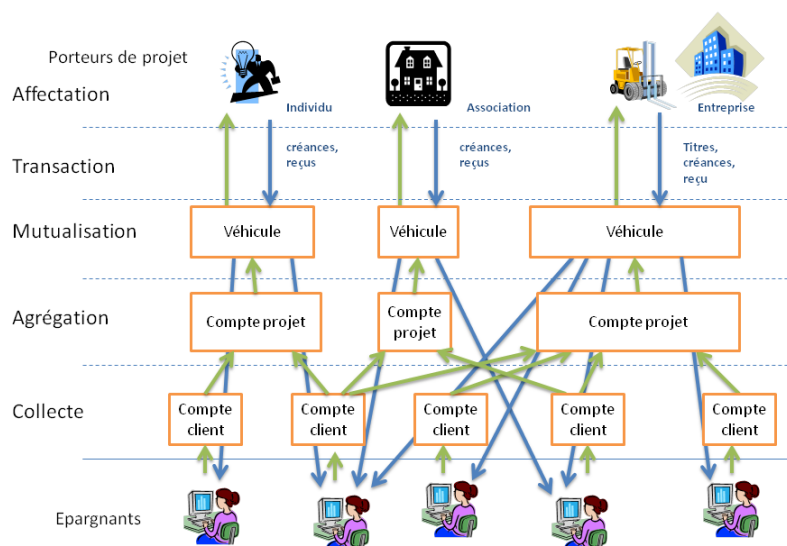 Porteurs de projet
Affectation
Individu
Association
Entreprise
Transaction
créances,
reçus
créances,
reçus
Titres,
créances,
reçu
Mutualisation
Véhicule
Véhicule
Véhicule
Agrégation
Compte projet
Compte
projet
Compte projet
Collecte
Compte
client
Compte
client
Compte
client
Compte
client
Compte
client
Epargnants